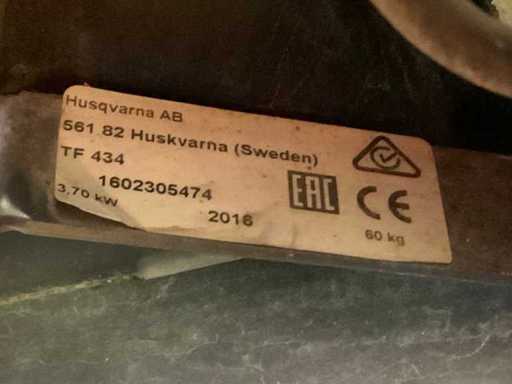 Husqvarna AB
561 82 Huskvarna (Sweden)
TF 434
1602305474
3,70 kW
2016
EAC
CE
60 kg